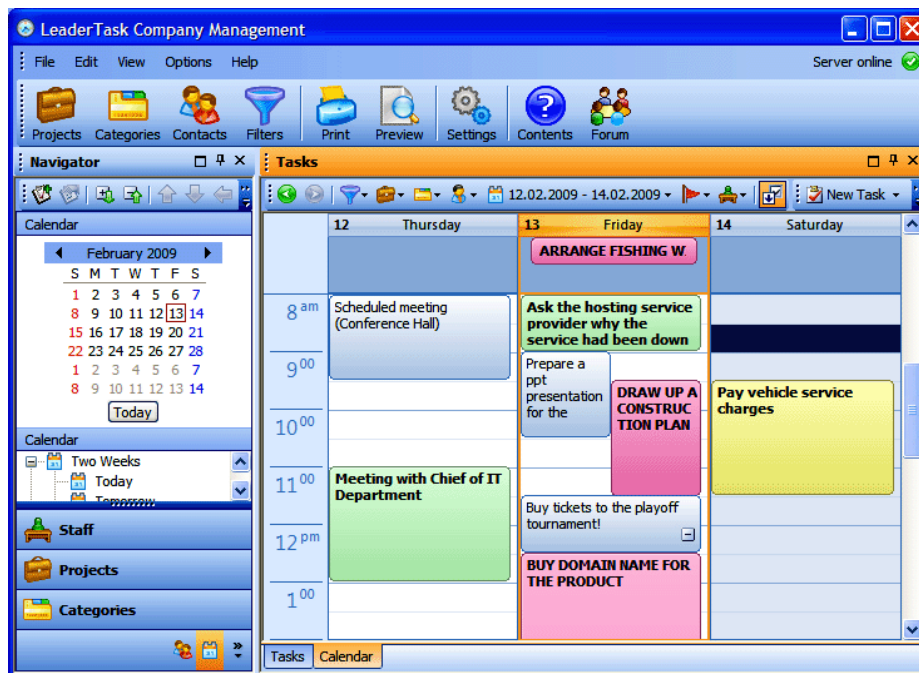 LeaderTask Company Management
File Edit View Options Help
Server online
Projects Categories Contacts Filters Print Preview Settings Contents Forum
Navigator
Tasks
12.02.2009 - 14.02.2009
New Task
Calendar
February 2009
S M T W T F S
1 2 3 4 5 6 7
8 9 10 11 12 13 14
15 16 17 18 19 20 21
22 23 24 25 26 27 28
1 2 3 4 5 6 7
8 9 10 11 12 13 14
Today
Calendar
Two Weeks
Today
Tomorrow
Staff
Projects
Categories
12 Thursday
13 Friday
14 Saturday
ARRANGE FISHING W.
8 am
9 00
10 00
11 00
12 pm
1 00
Scheduled meeting
(Conference Hall)
Meeting with Chief of IT
Department
Ask the hosting service
provider why the
service had been down
Prepare a
ppt
presentation
for the
DRAW UP A
CONSTRUC
TION PLAN
Buy tickets to the playoff
tournament!
BUY DOMAIN NAME FOR
THE PRODUCT
Pay vehicle service
charges
Tasks Calendar